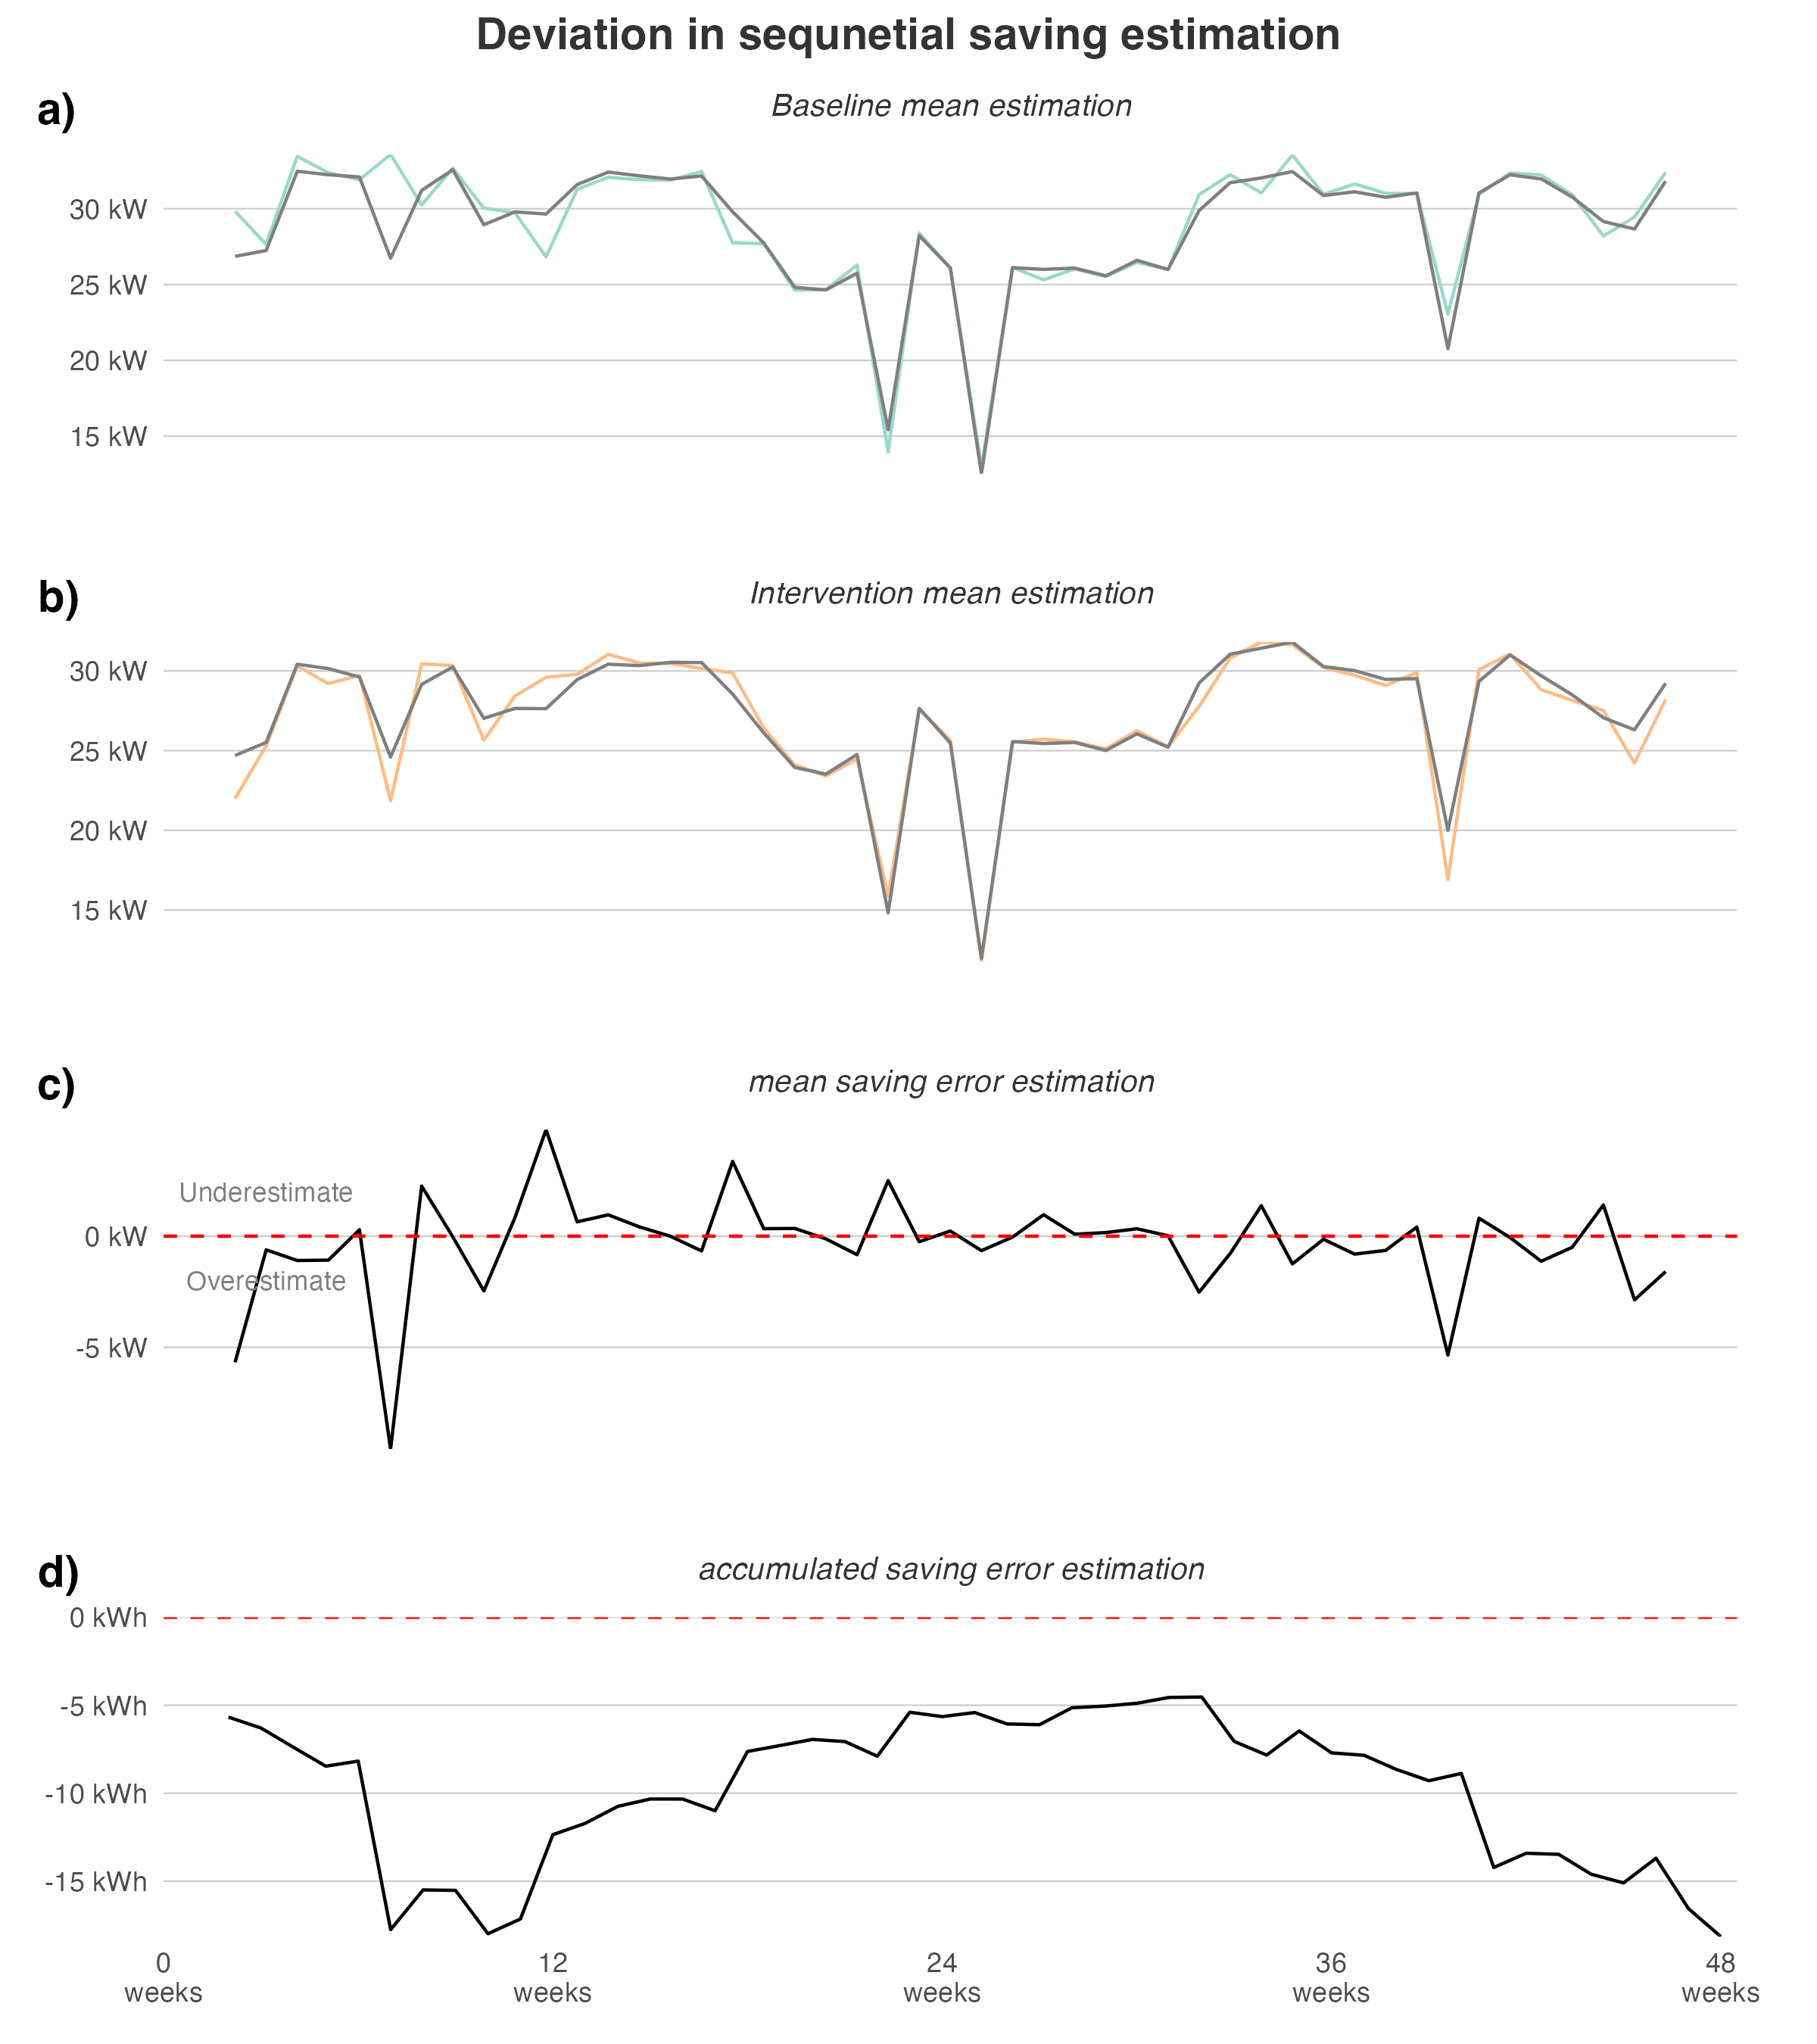 Deviation in sequnetial saving estimation
a)
Baseline mean estimation
30 kW
25 kW
20 kW
15 kW
b)
Intervention mean estimation
30 kW
25 kW
20 kW
15 kW
c)
mean saving error estimation
Underestimate
0 kW
Overestimate
-5 kW
d)
accumulated saving error estimation
0 kWh
-5 kWh
-10 kWh
-15 kWh
0 12 24 36 48
weeks weeks weeks weeks weeks